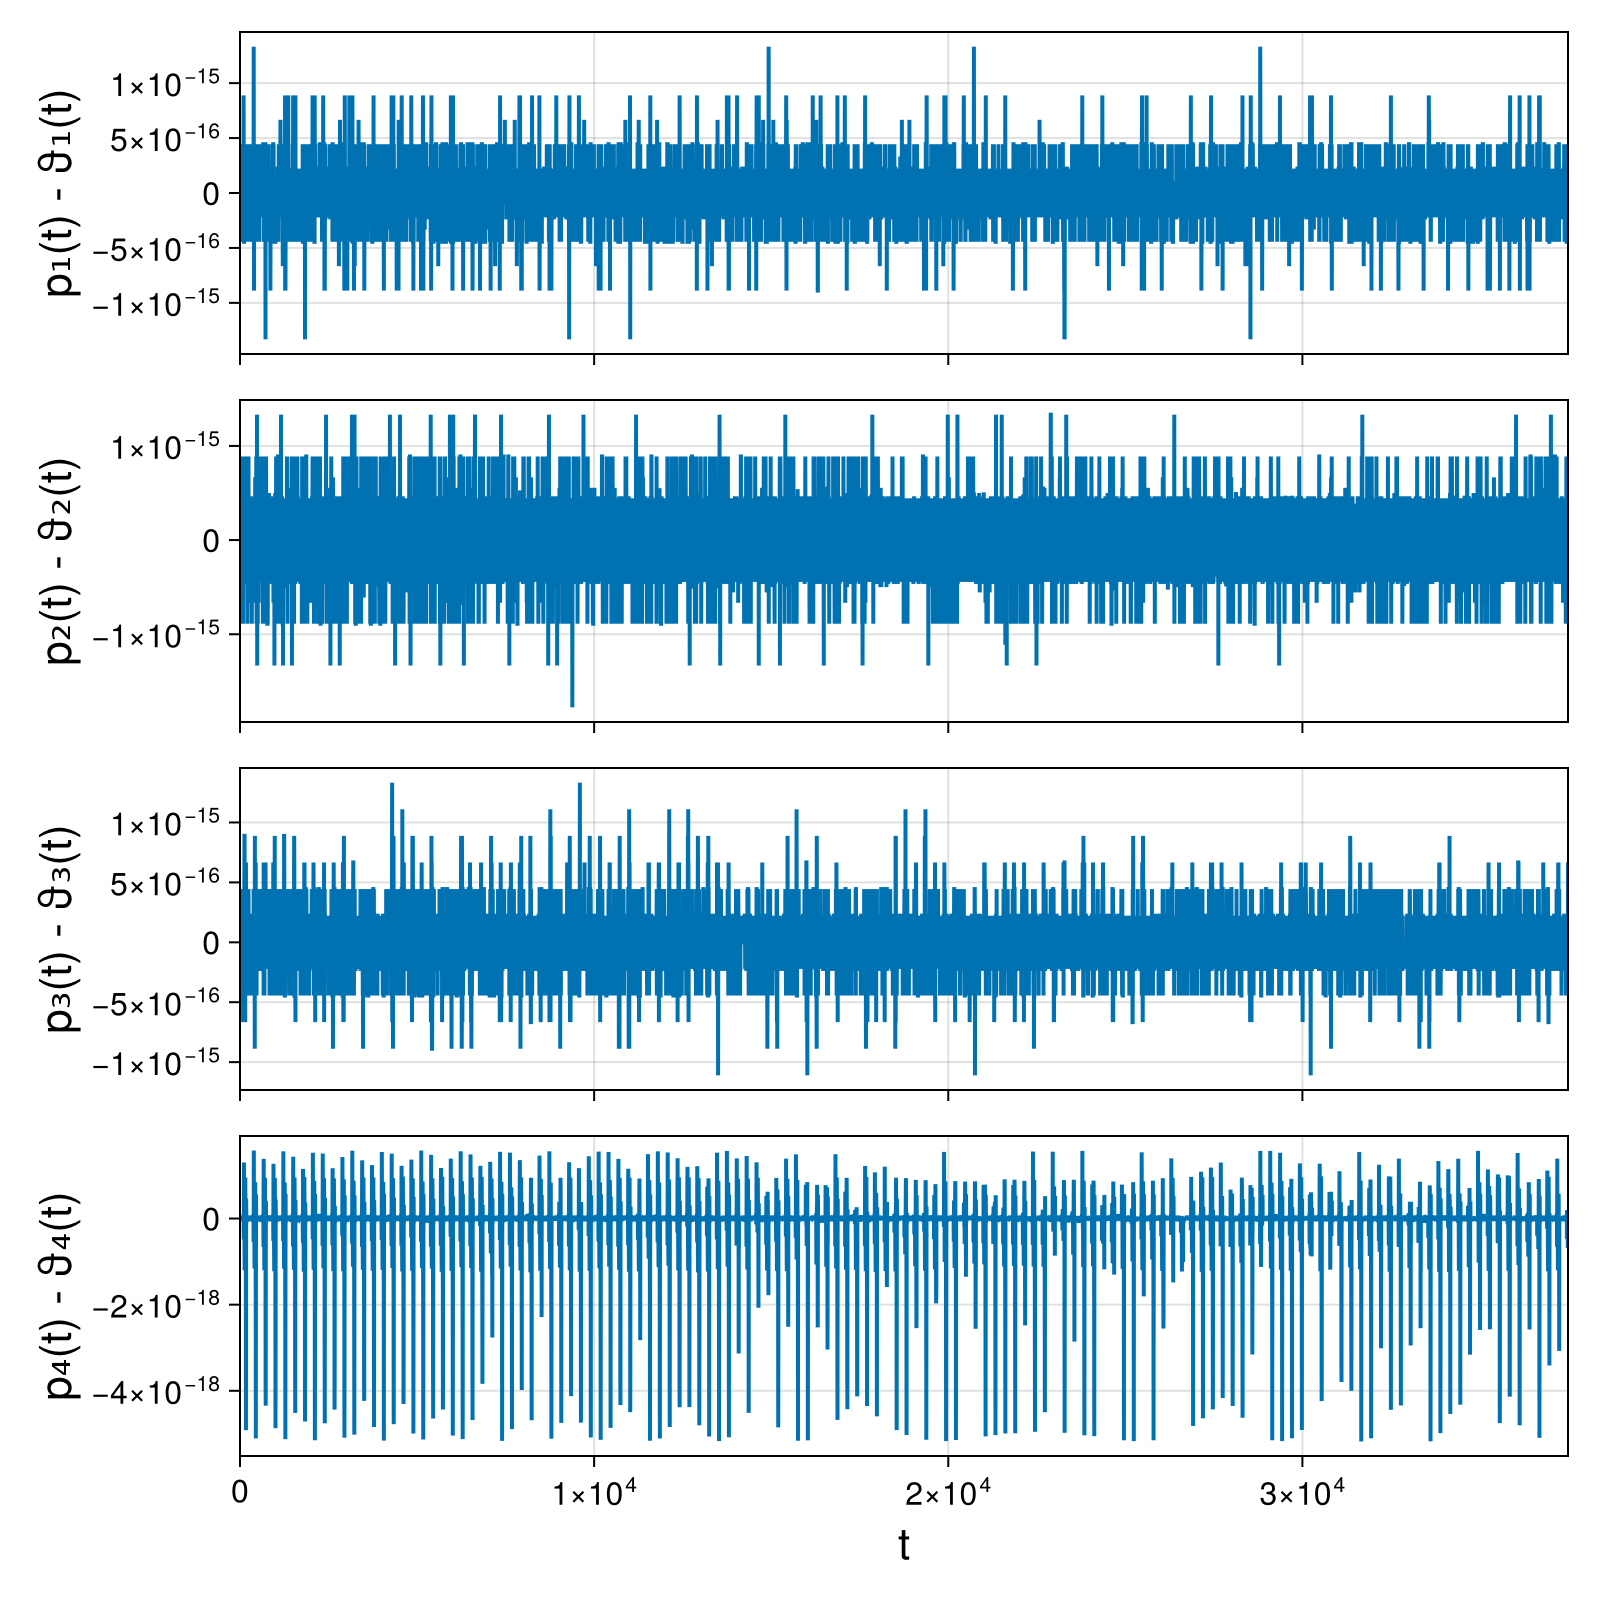 p₁(t) - ϑ₁(t)
1×10⁻¹⁵
5×10⁻¹⁶
0
−5×10⁻¹⁶
−1×10⁻¹⁵
p₂(t) - ϑ₂(t)
1×10⁻¹⁵
0
−1×10⁻¹⁵
p₃(t) - ϑ₃(t)
1×10⁻¹⁵
5×10⁻¹⁶
0
−5×10⁻¹⁶
−1×10⁻¹⁵
p₄(t) - ϑ₄(t)
0
−2×10⁻¹⁸
−4×10⁻¹⁸
0 1×10⁴ 2×10⁴ 3×10⁴
t